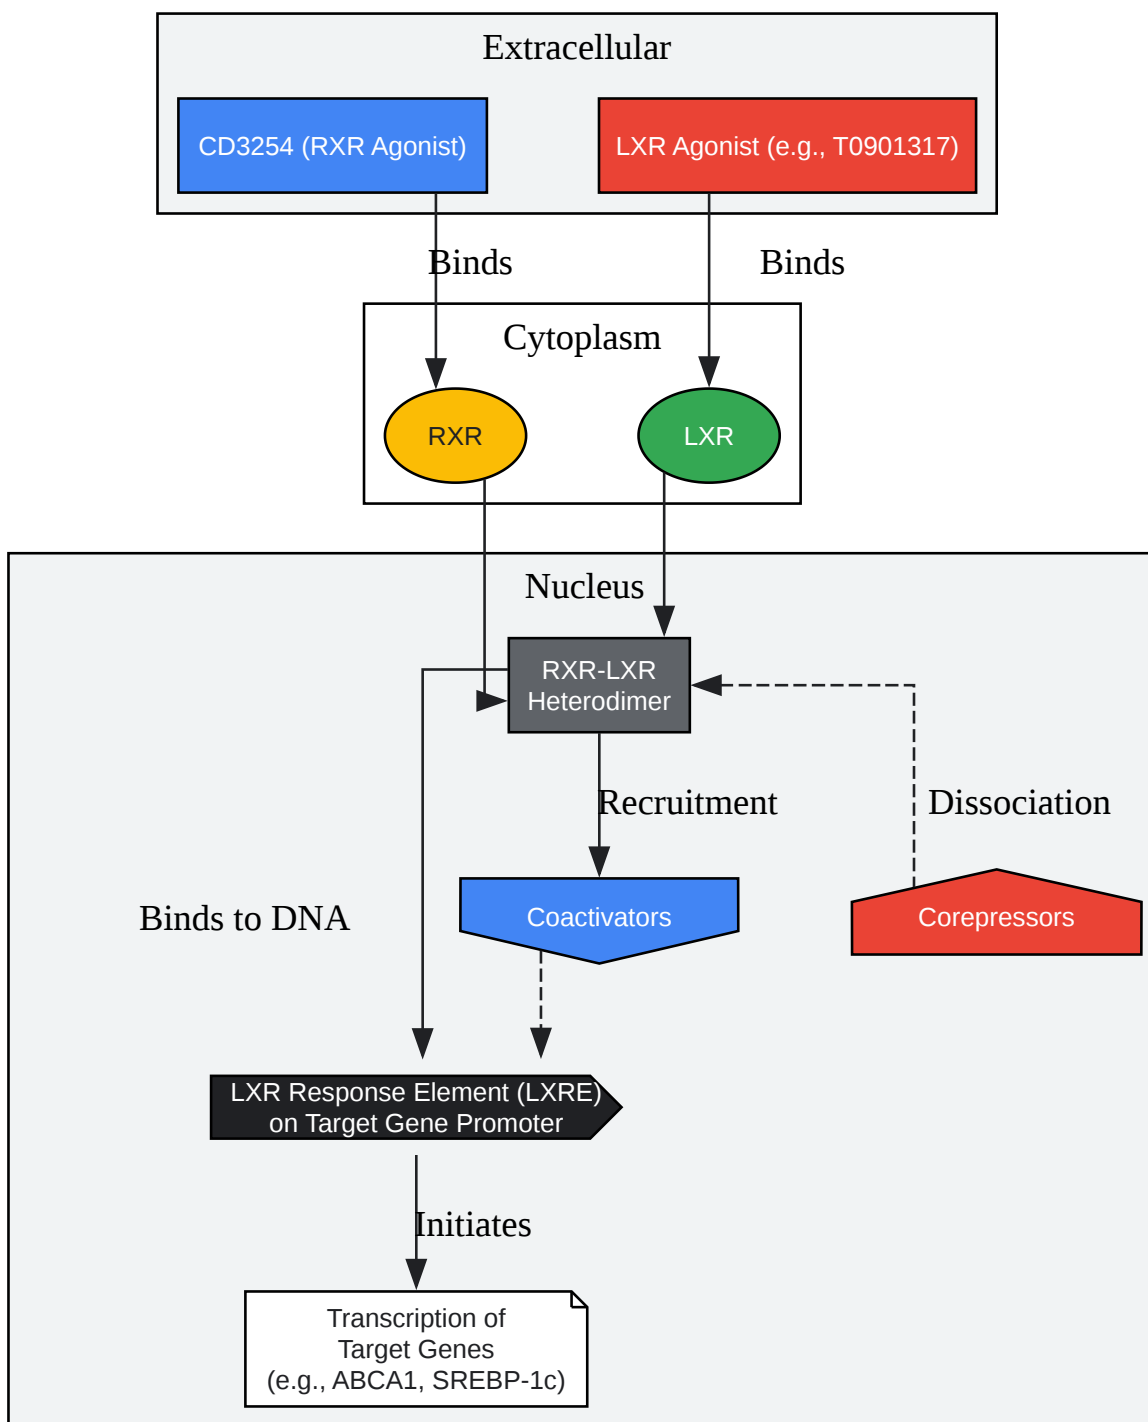 Extracellular
CD3254 (RXR Agonist)
LXR Agonist (e.g., T0901317)
Binds
Binds
Cytoplasm
RXR
LXR
Nucleus
RXR-LXR
Heterodimer
Recruitment
Dissociation
Binds to DNA
Coactivators
Corepressors
LXR Response Element (LXRE)
on Target Gene Promoter
Initiates
Transcription of
Target Genes
(e.g., ABCA1, SREBP-1c)